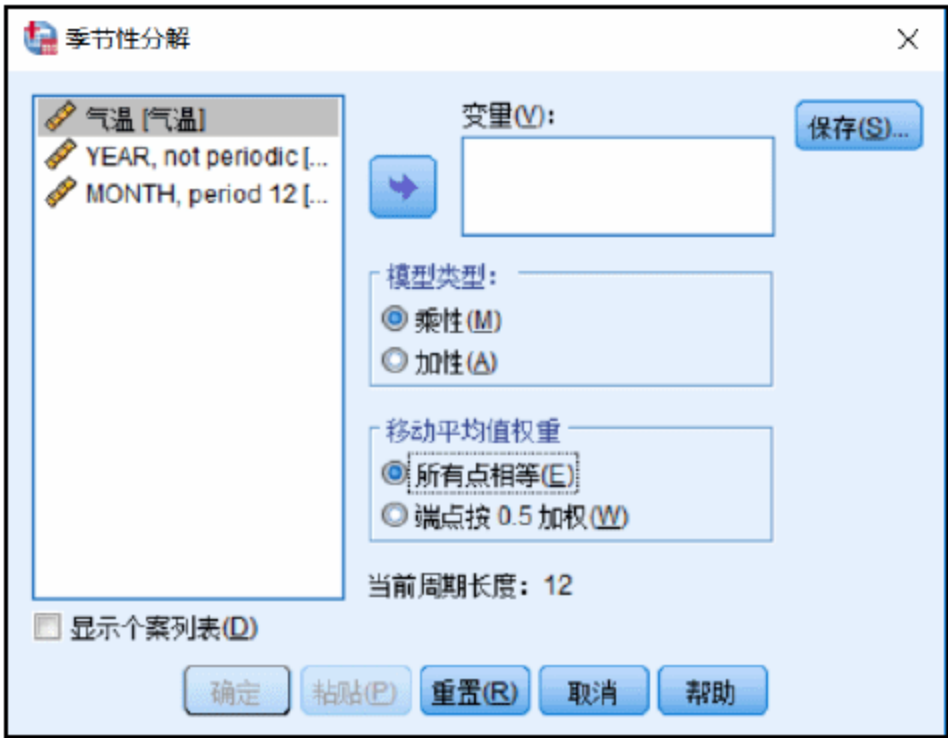 季节性分解
气温 [气温]
YEAR, not periodic [...
MONTH, period 12 [...
变量(V):
保存(S)...
模型类型:
乘性(M)
加性(A)
移动平均值权重
所有点相等(E)
端点按 0.5 加权(W)
当前周期长度: 12
显示个案列表(D)
确定 粘贴(P) 重置(R) 取消 帮助